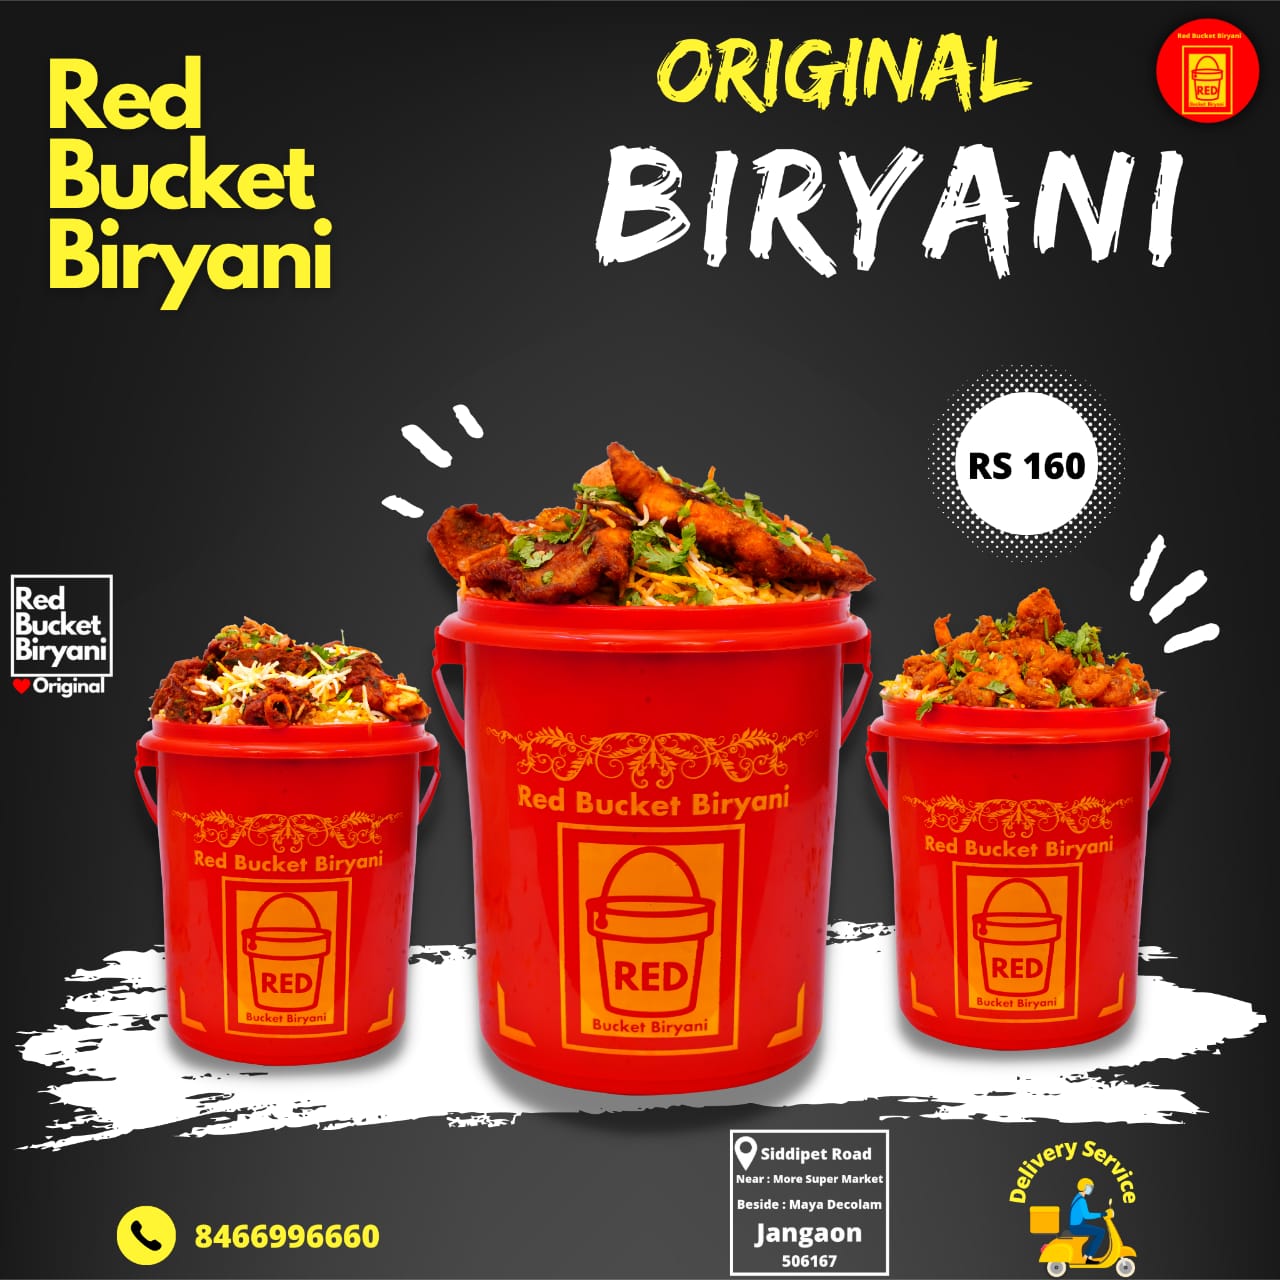 Red
Bucket
Biryani
ORIGINAL
BIRYANI
Red Bucket Biryani
RED
Bucket Biryani
RS 160
Red
Bucket
Biryani
Original
Red Bucket Biryani
RED
Bucket Biryani
Red Bucket Biryani
RED
Bucket Biryani
Red Bucket Biryani
RED
Bucket Biryani
8466996660
Siddipet Road
Near : More Super Market
Beside : Maya Decolam
Jangaon
506167
Delivery Service